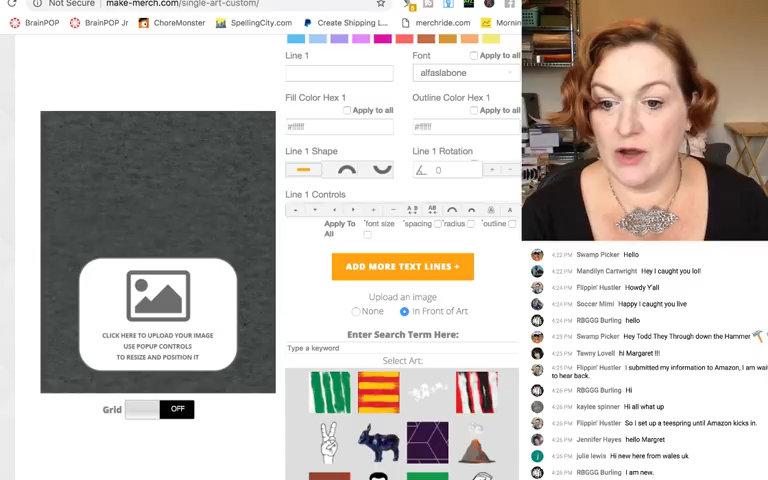 Not Secure | make-merch.com/single-art-custom/
BrainPOP
BrainPOP Jr
ChoreMonster
SpellingCity.com
Create Shipping L...
merchride.com
Mornin
Line 1
Font
Apply to all
alfaslabone
Fill Color Hex 1
Outline Color Hex 1
Apply to all
Apply to all
#ffffff
#ffffff
Line 1 Shape
Line 1 Rotation
0
Line 1 Controls
Apply To All
*font size
*spacing
*radius
*outline
ADD MORE TEXT LINES +
Upload an image
None
In Front of Art
Enter Search Term Here:
Type a keyword
Select Art:
CLICK HERE TO UPLOAD YOUR IMAGE
USE POPUP CONTROLS
TO RESIZE AND POSITION IT
Grid
OFF
4:22 PM Swamp Picker Hello
4:22 PM Mandilyn Cartwright Hey I caught you lol!
4:24 PM Flippin' Hustler Howdy Y'all
4:24 PM Soccer Mimi Happy I caught you live
4:24 PM RBGGG Burling hello
4:25 PM Swamp Picker Hey Todd They Through down the Hammer
4:25 PM Tawny Lovell hi Margaret !!!
Flippin' Hustler I submitted my information to Amazon, I am wai
to hear back.
4:26 PM RBGGG Burling Hi
4:26 PM kaylee spinner Hi all what up
4:26 PM Flippin' Hustler So I set up a teespring until Amazon kicks in.
4:26 PM Jennifer Hayes hello Margret
4:26 PM julie lewis Hi new here from wales uk
4:26 PM RBGGG Burling I am new.